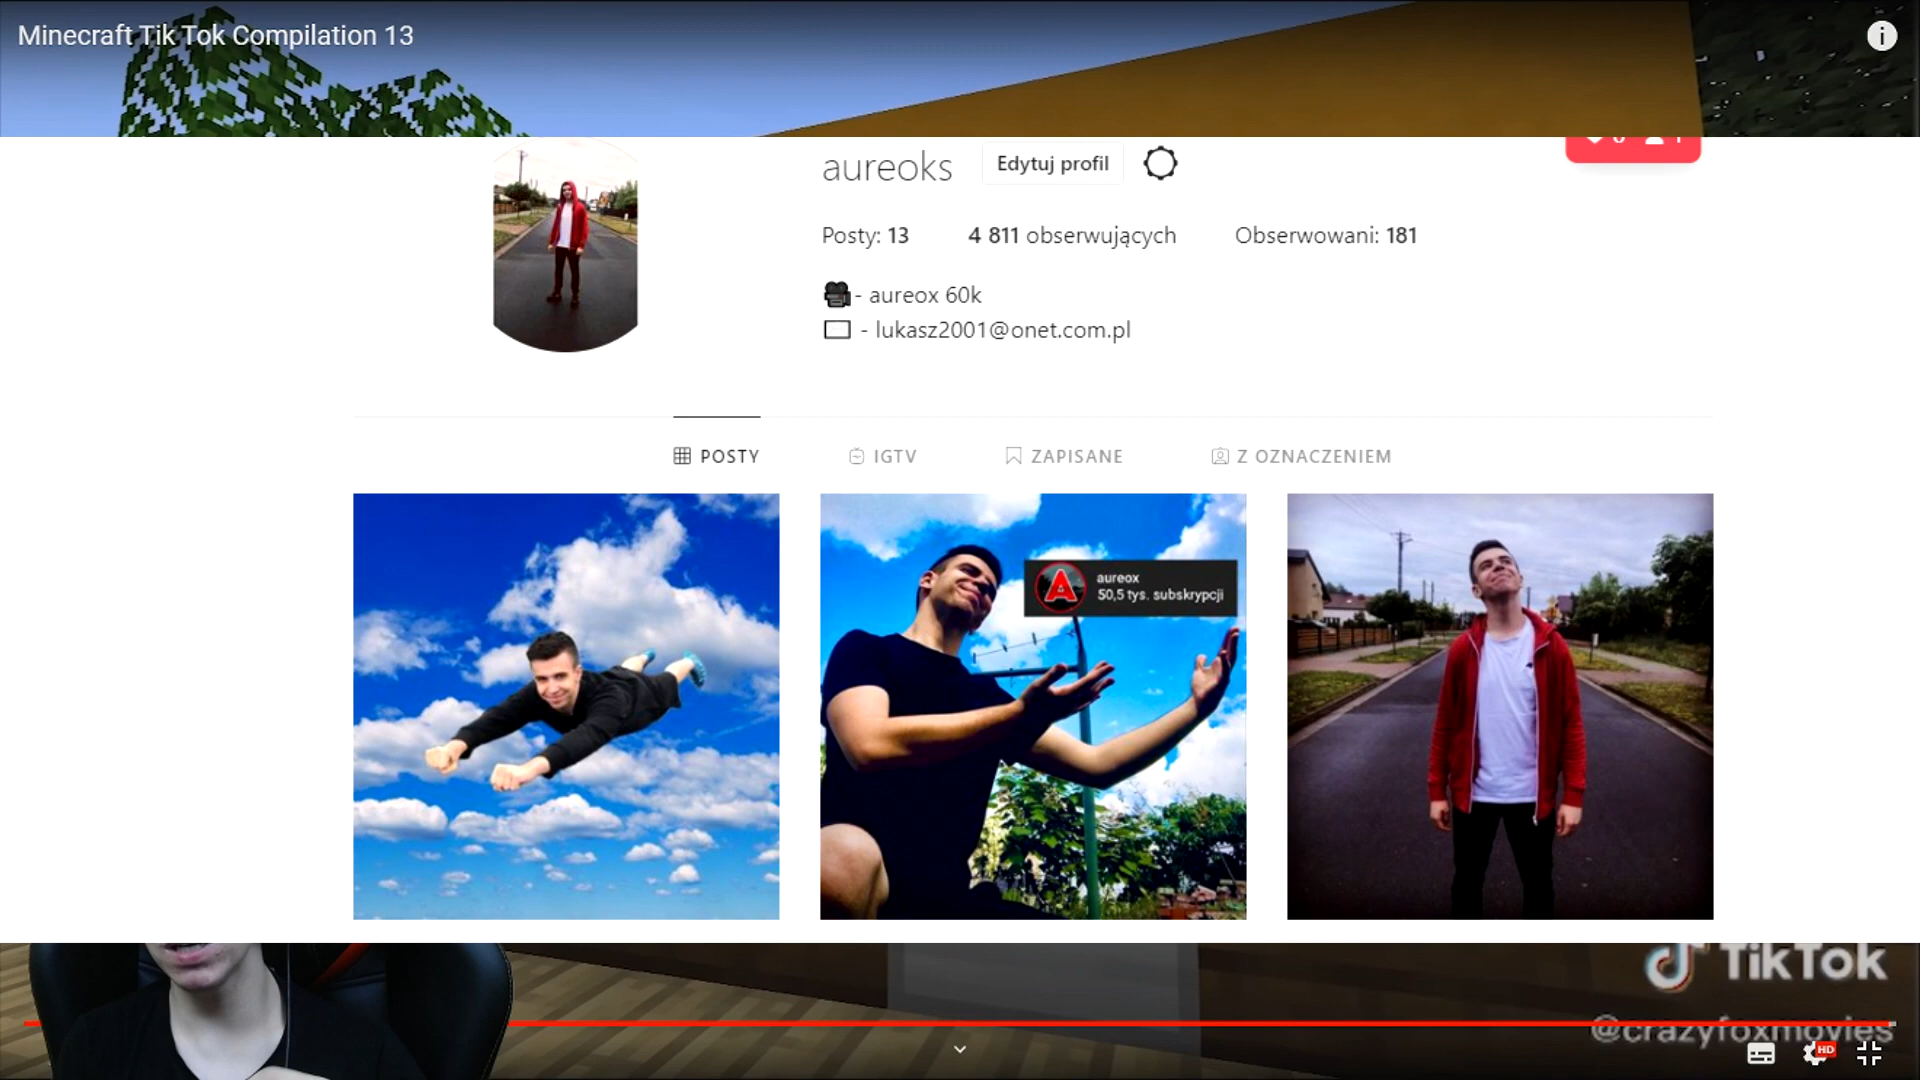 Minecraft Tik Tok Compilation 13
aureoks
Edytuj profil
Posty: 13
4 811 obserwujących
Obserwowani: 181
- aureox 60k
- lukasz2001@onet.com.pl
POSTY
IGTV
ZAPISANE
Z OZNACZENIEM
A
aureox
50,5 tys. subskrypcji
TikTok
@crazyfoxmovies
HD